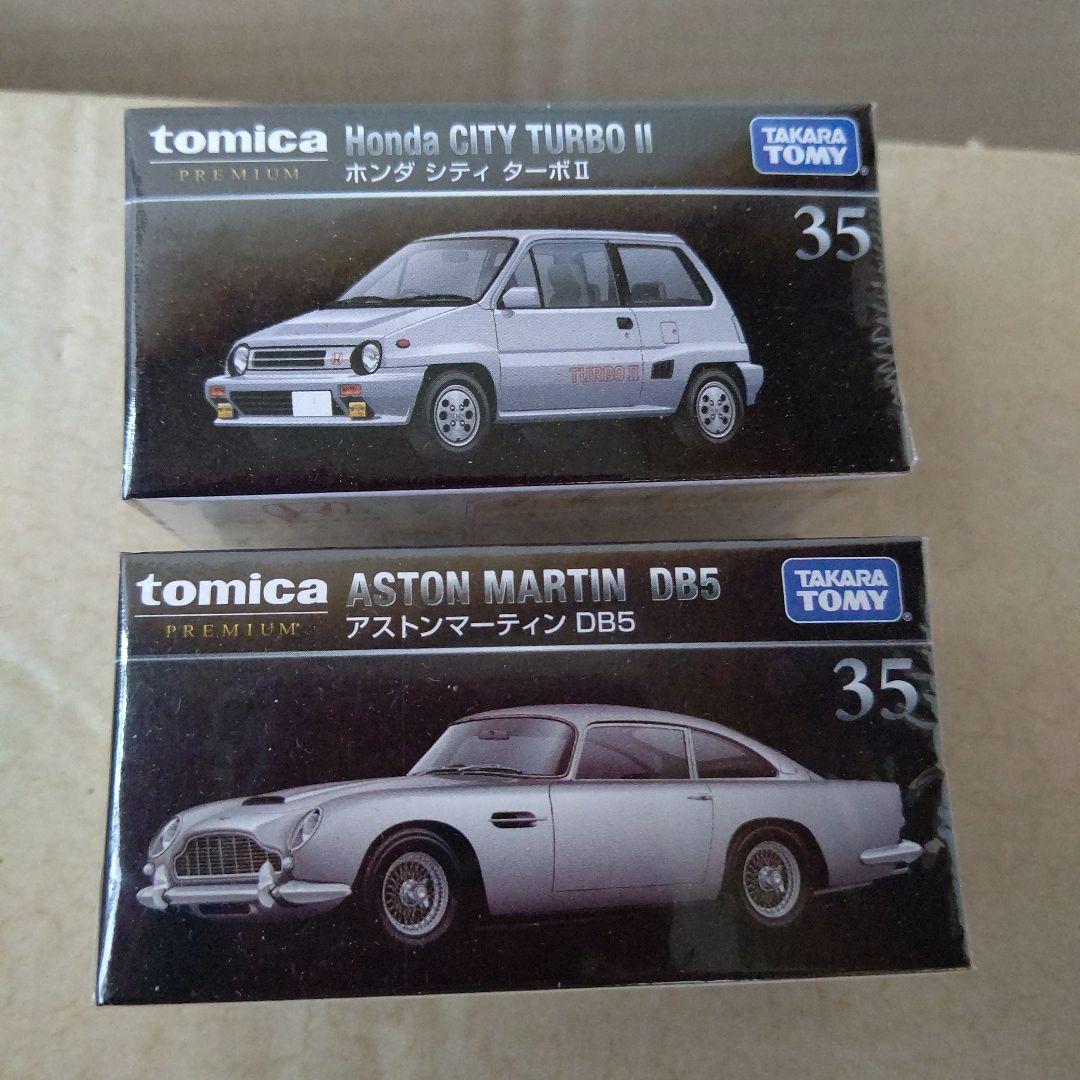 tomica Honda CITY TURBO II
PREMIUM ホンダ シティ ターボⅡ
TAKARA
TOMY
35
TURBO II
tomica ASTON MARTIN DB5
PREMIUM アストンマーティン DB5
TAKARA
TOMY
35